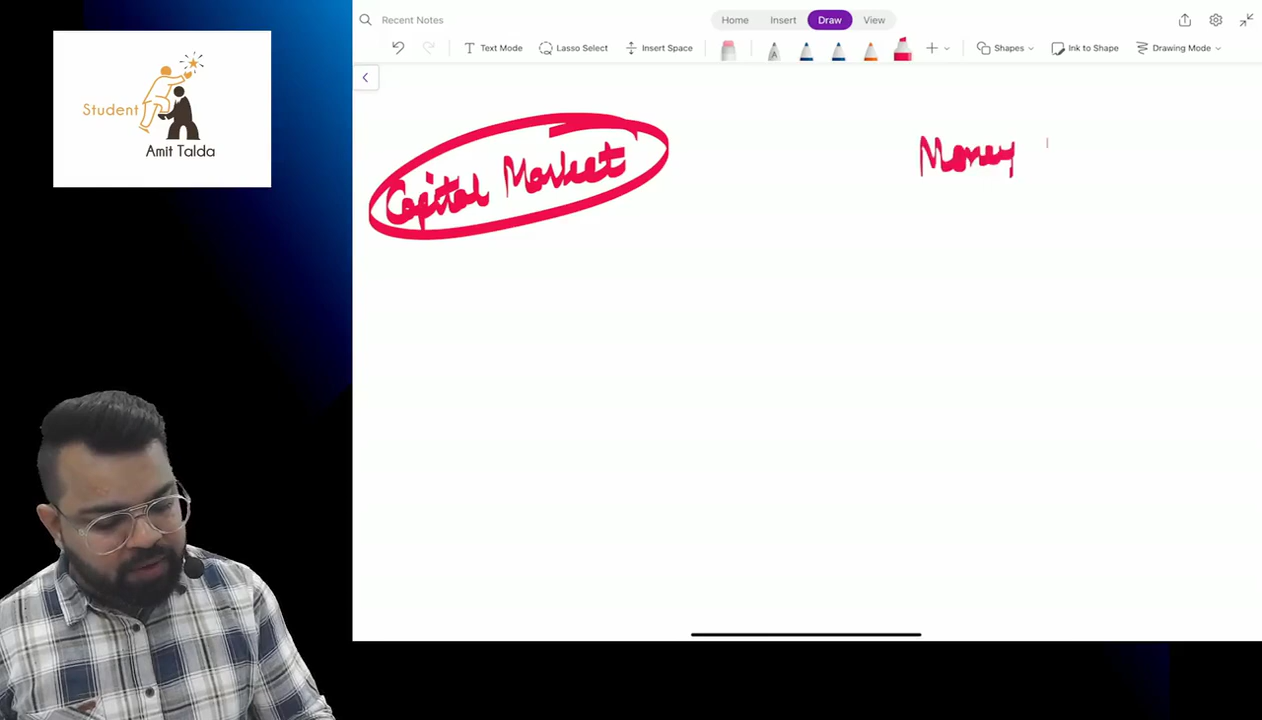 Recent Notes
Home Insert Draw View
Text Mode Lasso Select Insert Space Shapes Ink to Shape Drawing Mode
Student
Amit Talda
Capital Market
Money